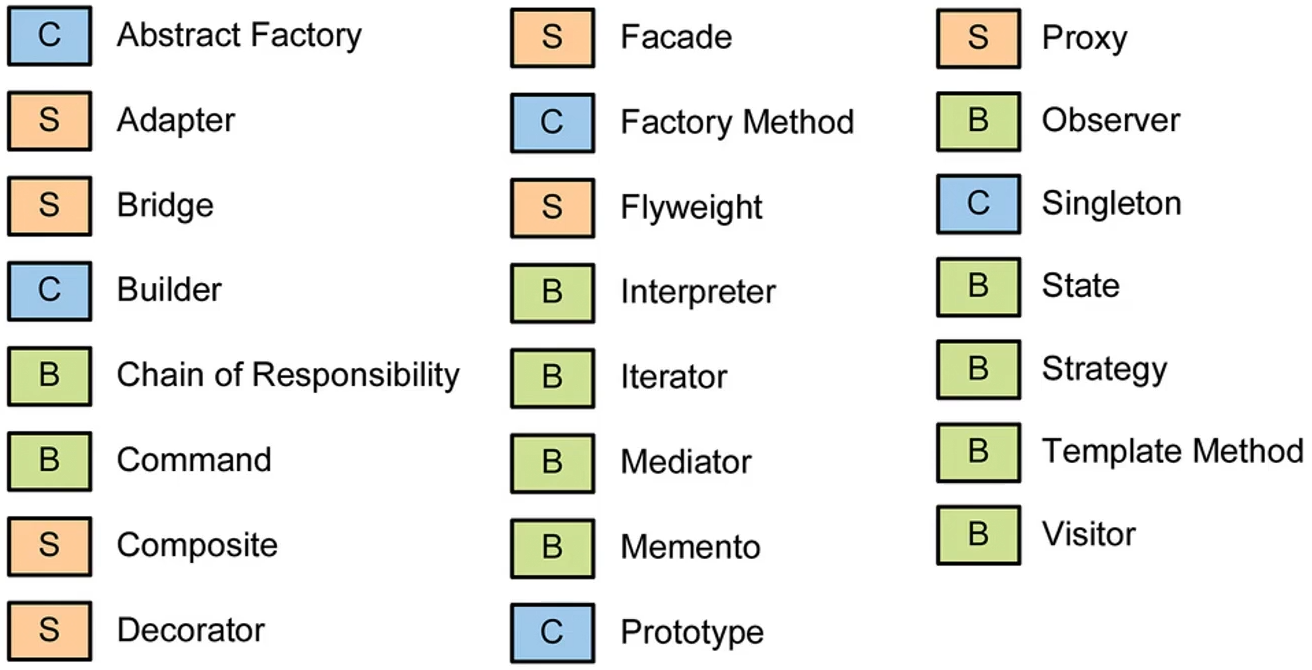 C Abstract Factory
S Adapter
S Bridge
C Builder
B Chain of Responsibility
B Command
S Composite
S Decorator
S Facade
C Factory Method
S Flyweight
B Interpreter
B Iterator
B Mediator
B Memento
C Prototype
S Proxy
B Observer
C Singleton
B State
B Strategy
B Template Method
B Visitor